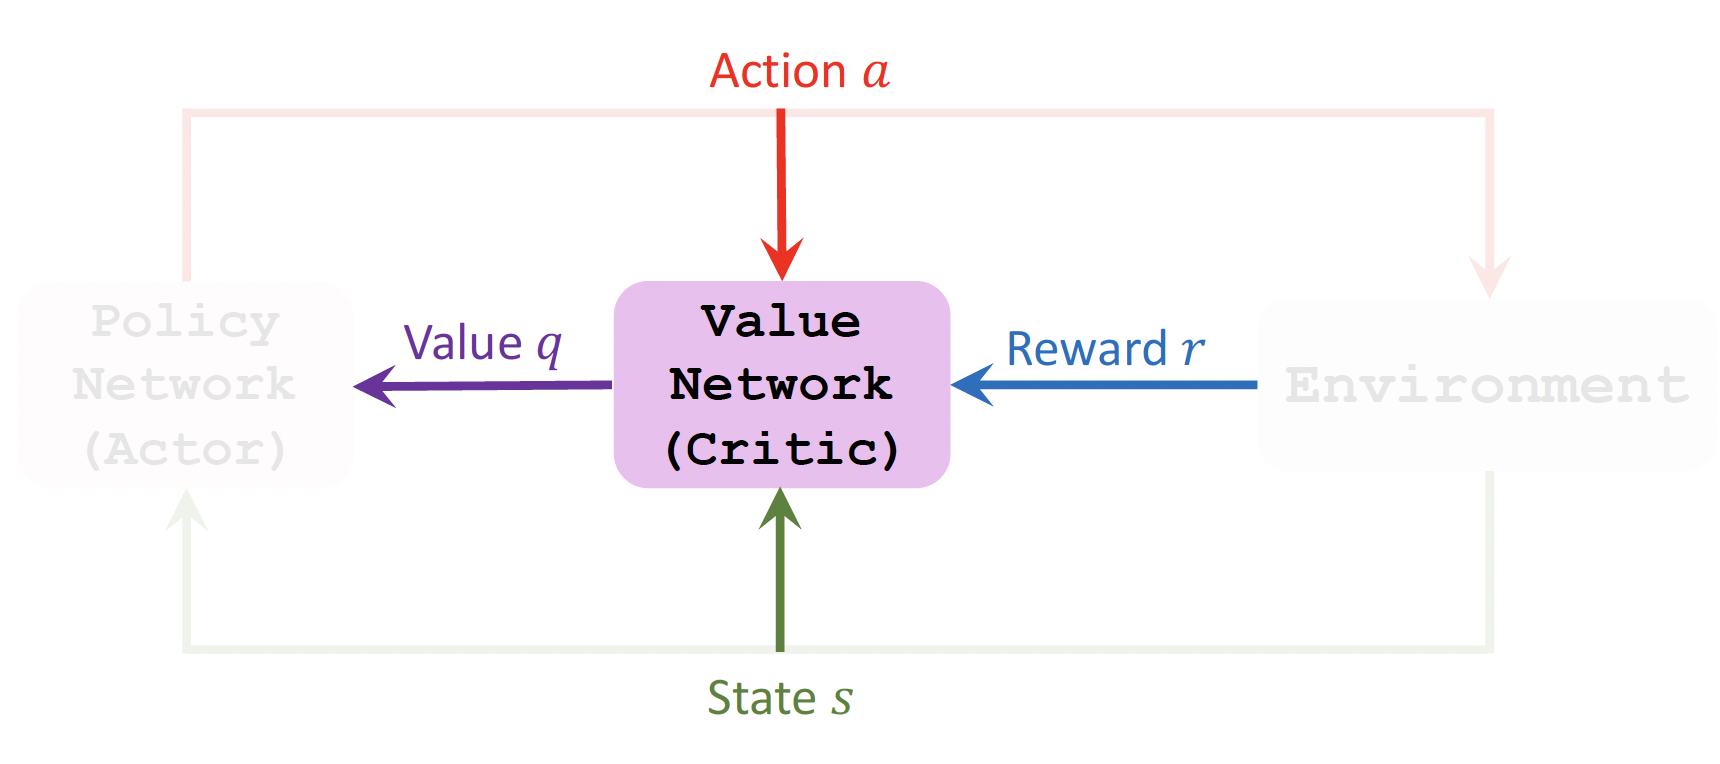 Action a
Policy
Network
(Actor)
Value q
Value
Network
(Critic)
Reward r
Environment
State s